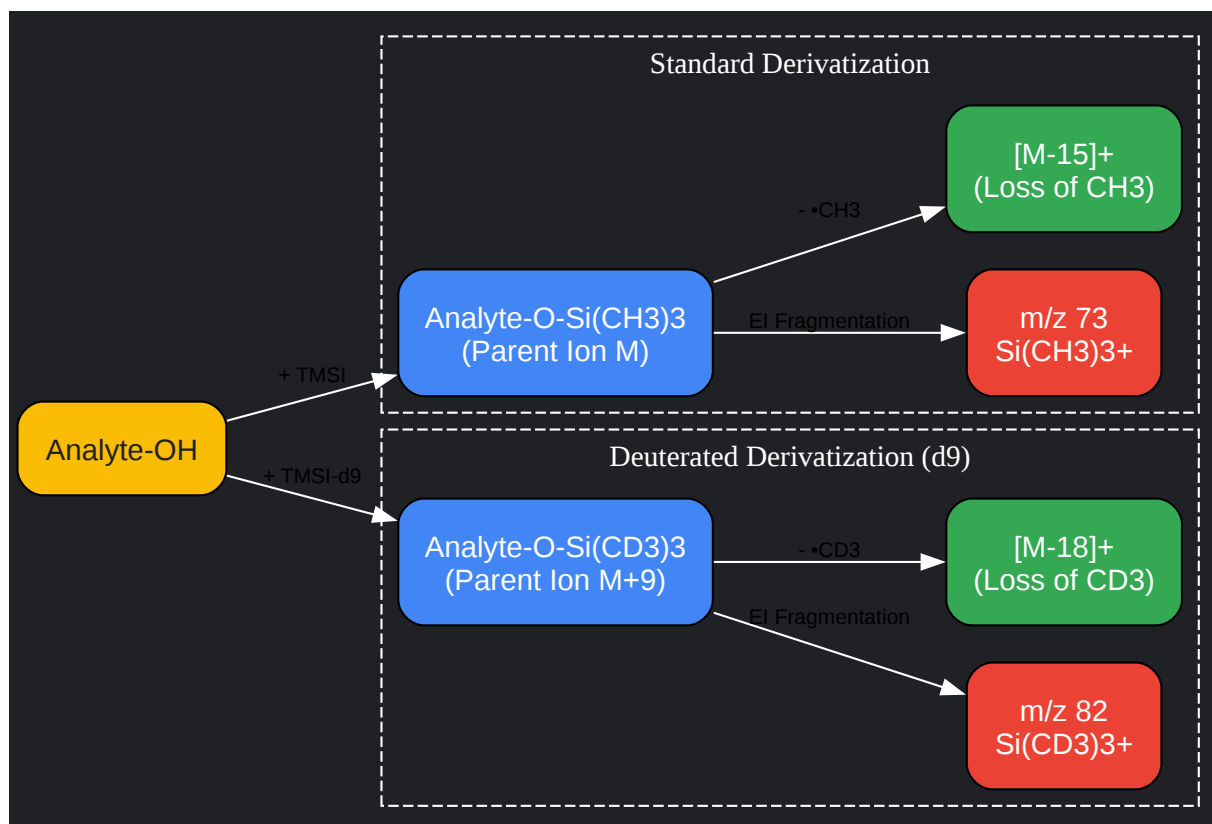 Standard Derivatization
[M-15]+
(Loss of CH3)
- •CH3
Analyte-O-Si(CH3)3
(Parent Ion M)
EI Fragmentation
m/z 73
Si(CH3)3+
+ TMSI
Analyte-OH
+ TMSI-d9
Deuterated Derivatization (d9)
Analyte-O-Si(CD3)3
(Parent Ion M+9)
- •CD3
[M-18]+
(Loss of CD3)
EI Fragmentation
m/z 82
Si(CD3)3+